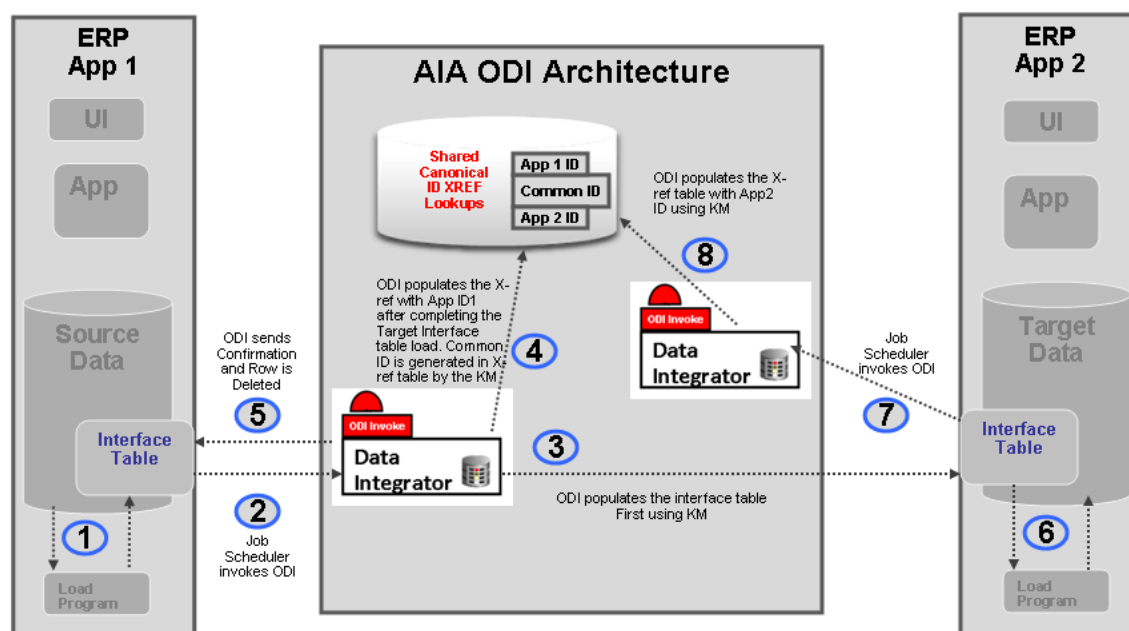 ERP
App 1
UI
App
Source
Data
Interface
Table
1
Load
Program
ODI sends
Confirmation
and Row is
Deleted
5
2
Job
Scheduler
invokes ODI
AIA ODI Architecture
Shared
Canonical
ID XREF
Lookups
App 1 ID
Common ID
App 2 ID
ODI populates the X-
ref table with App2
ID using KM
8
ODI populates the X-
ref with App ID1
after completing the
Target Interface
table load. Common
ID is generated in X-
ref table by the KM
4
ODI Invoke
Data
Integrator
ODI Invoke
Data
Integrator
3
ODI populates the interface table
First using KM
Job
Scheduler
invokes ODI
7
ERP
App 2
UI
App
Target
Data
Interface
Table
6
Load
Program